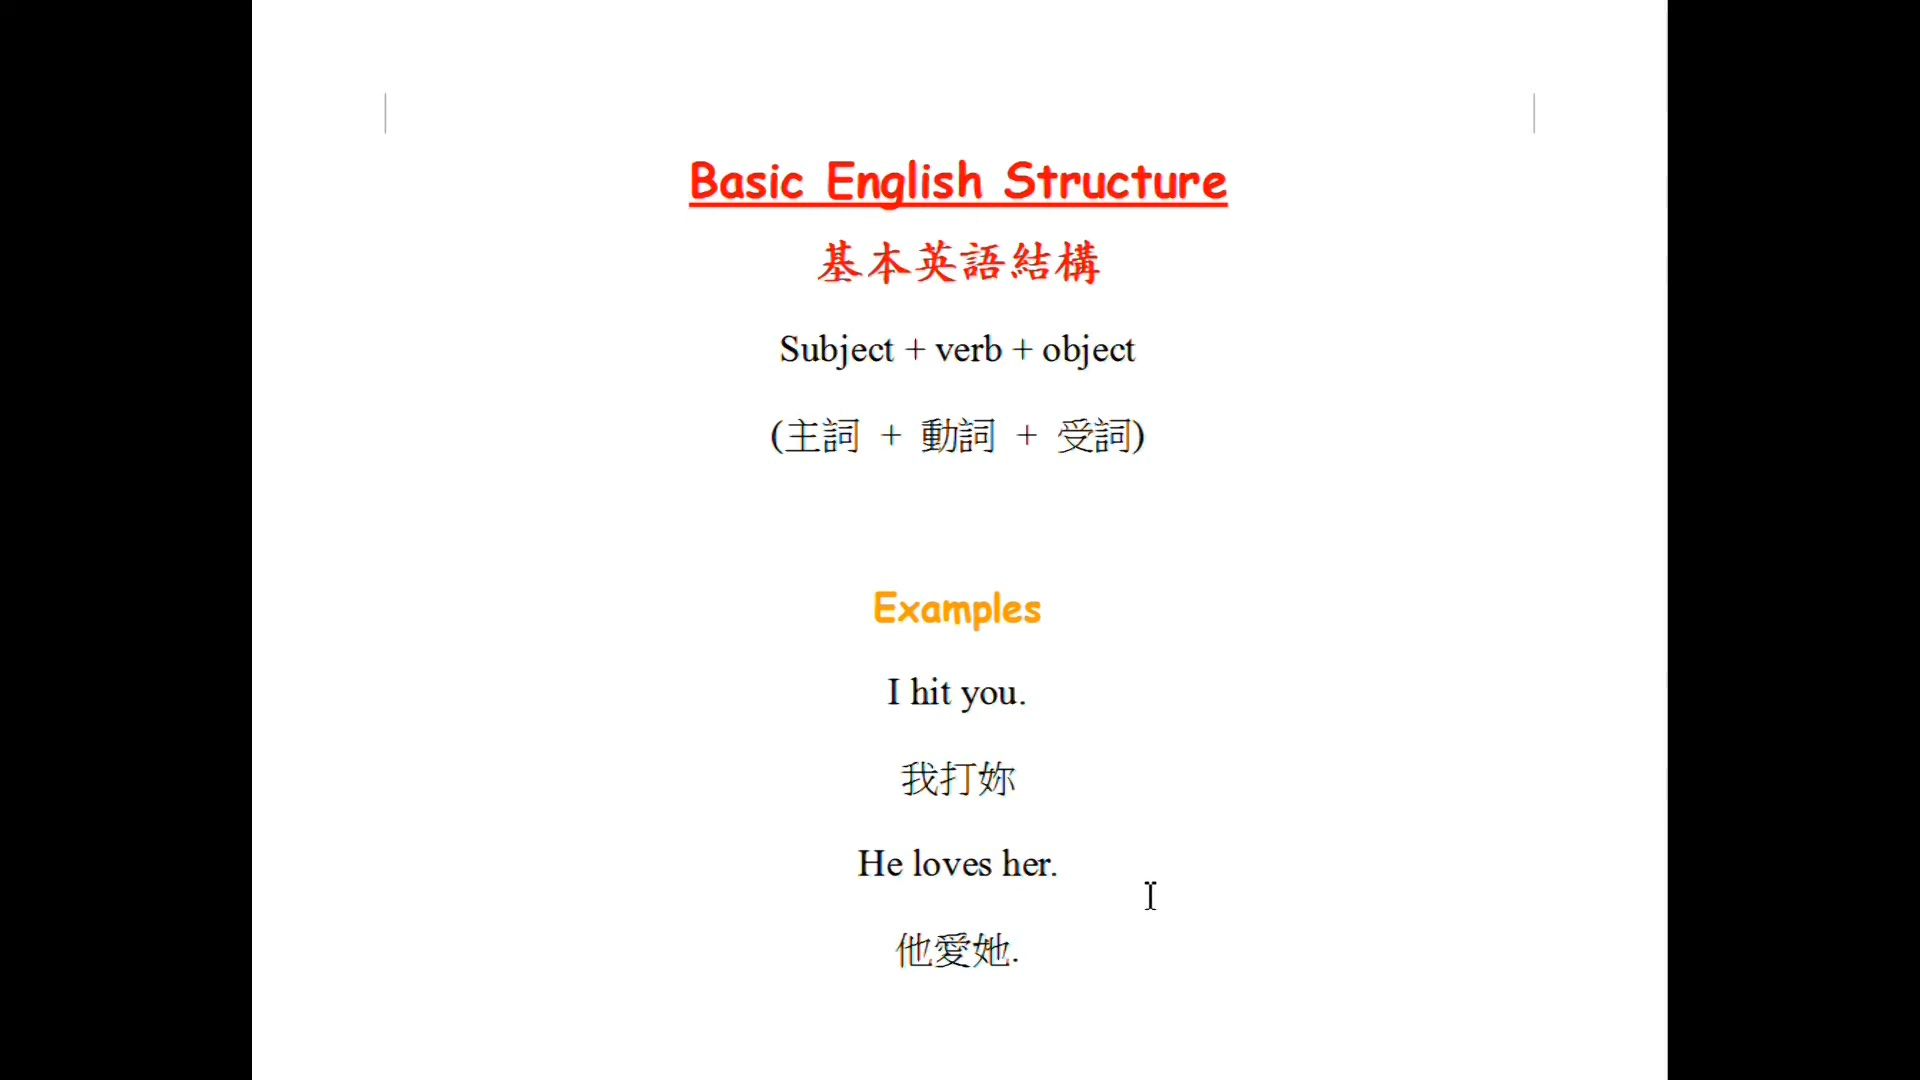 Basic English Structure
基本英語結構
Subject + verb + object
(主詞 + 動詞 + 受詞)
Examples
I hit you.
我打妳
He loves her.
他愛她.